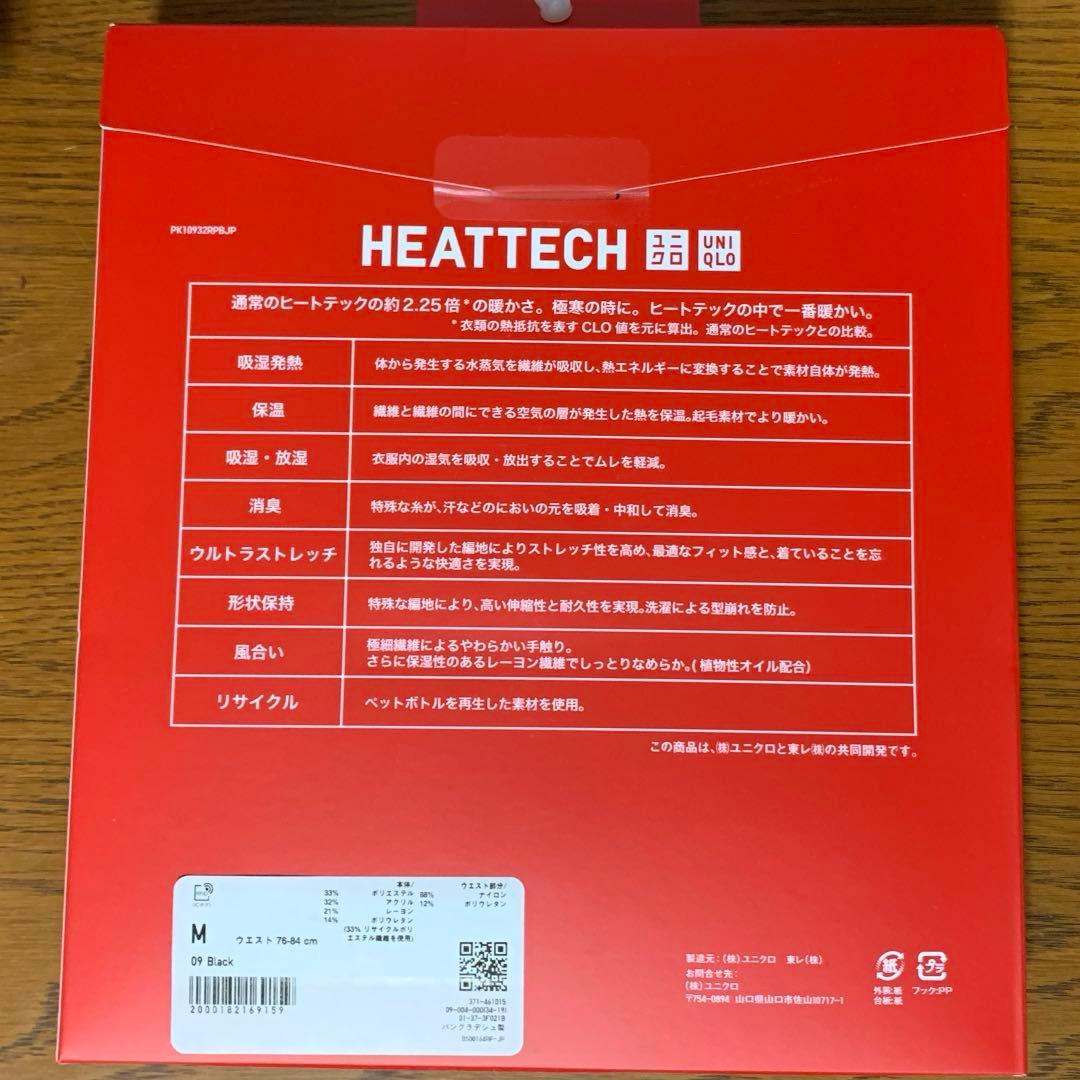 PK10932RPBJP
HEATTECH ユニクロ UNIQLO
通常のヒートテックの約2.25倍*の暖かさ。極寒の時に。ヒートテックの中で一番暖かい。
*衣類の熱抵抗を表すCLO値を元に算出。通常のヒートテックとの比較。
吸湿発熱 体から発生する水蒸気を繊維が吸収し、熱エネルギーに変換することで素材自体が発熱。
保温 繊維と繊維の間にできる空気の層が発生した熱を保温。起毛素材でより暖かい。
吸湿・放湿 衣服内の湿気を吸収・放出することでムレを軽減。
消臭 特殊な糸が、汗などのにおいの元を吸着・中和して消臭。
ウルトラストレッチ 独自に開発した編地によりストレッチ性を高め、最適なフィット感と、着ていることを忘
れるような快適さを実現。
形状保持 特殊な編地により、高い伸縮性と耐久性を実現。洗濯による型崩れを防止。
風合い 極細繊維によるやわらかい手触り。
さらに保湿性のあるレーヨン繊維でしっとりなめらか。(植物性オイル配合)
リサイクル ペットボトルを再生した素材を使用。
この商品は、㈱ユニクロと東レ㈱の共同開発です。
本体/
33% ポリエステル
32% アクリル
21% レーヨン
14% ポリウレタン
(33% リサイクルポリ
エステル繊維を使用)
ウエスト部分/
88% ナイロン
12% ポリウレタン
M ウエスト 76-84 cm
09 Black
2000182169159
371-461015
09-004-000(34-19)
01-37-3F021B
バングラデシュ製
製造元：(株)ユニクロ 東レ(株)
お問合せ先：
(株)ユニクロ
〒754-0894 山口県山口市佐山10717-1
紙 プラ
外装:紙 フック:PP
台紙:紙